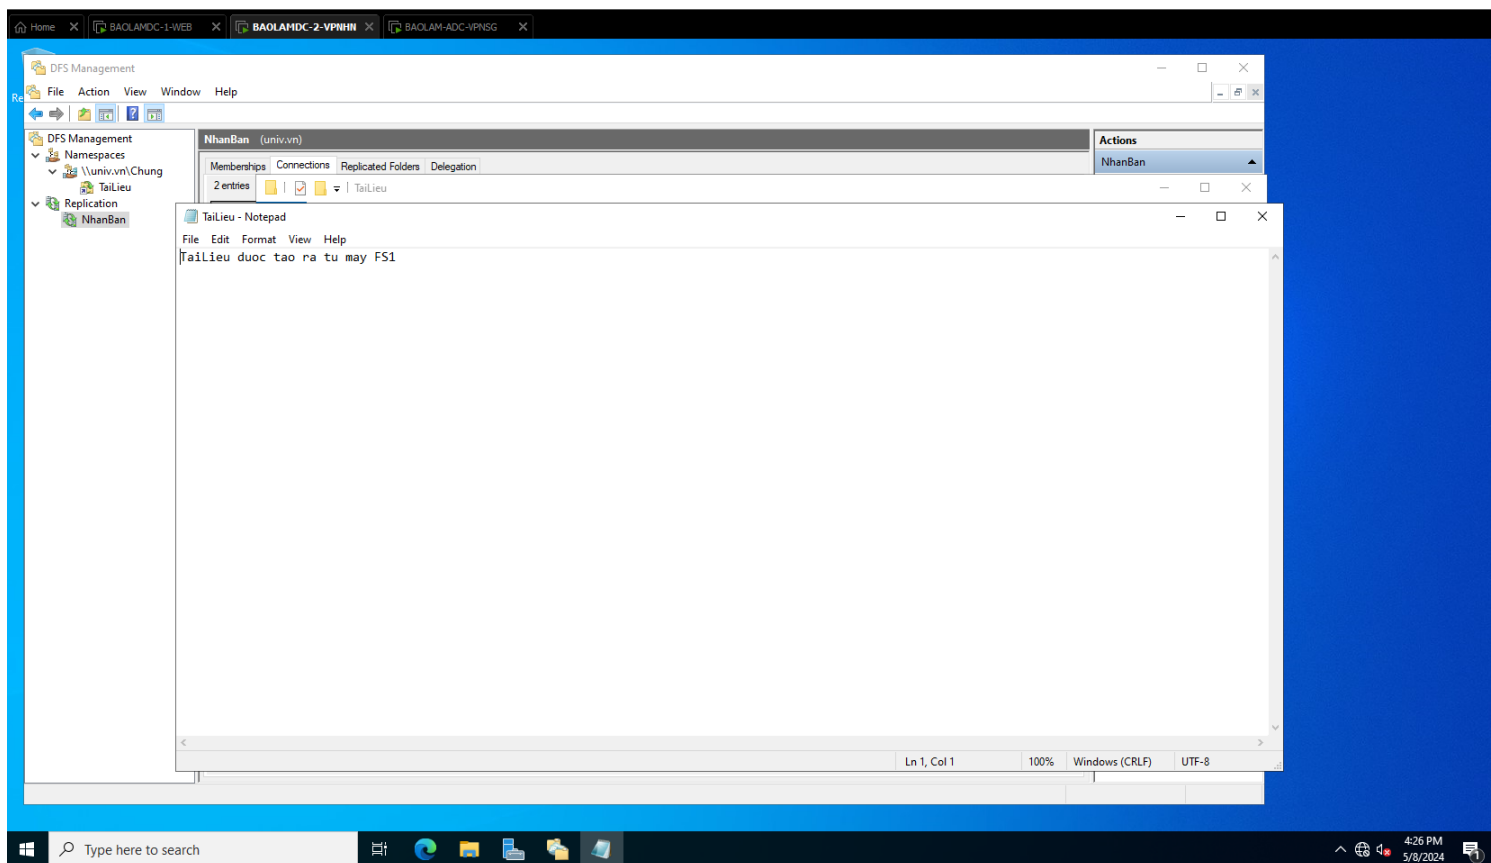 Home BAOLAMDC-1-WEB BAOLAMDC-2-VPNHN BAOLAM-ADC-VPNSG
DFS Management
File Action View Window Help
DFS Management
Namespaces
\\univ.vn\Chung
TaiLieu
Replication
NhanBan
NhanBan (univ.vn)
Memberships Connections Replicated Folders Delegation
2 entries
Actions
NhanBan
TaiLieu
TaiLieu - Notepad
File Edit Format View Help
TaiLieu duoc tao ra tu may FS1
Ln 1, Col 1 100% Windows (CRLF) UTF-8
Type here to search
4:26 PM
5/8/2024
1